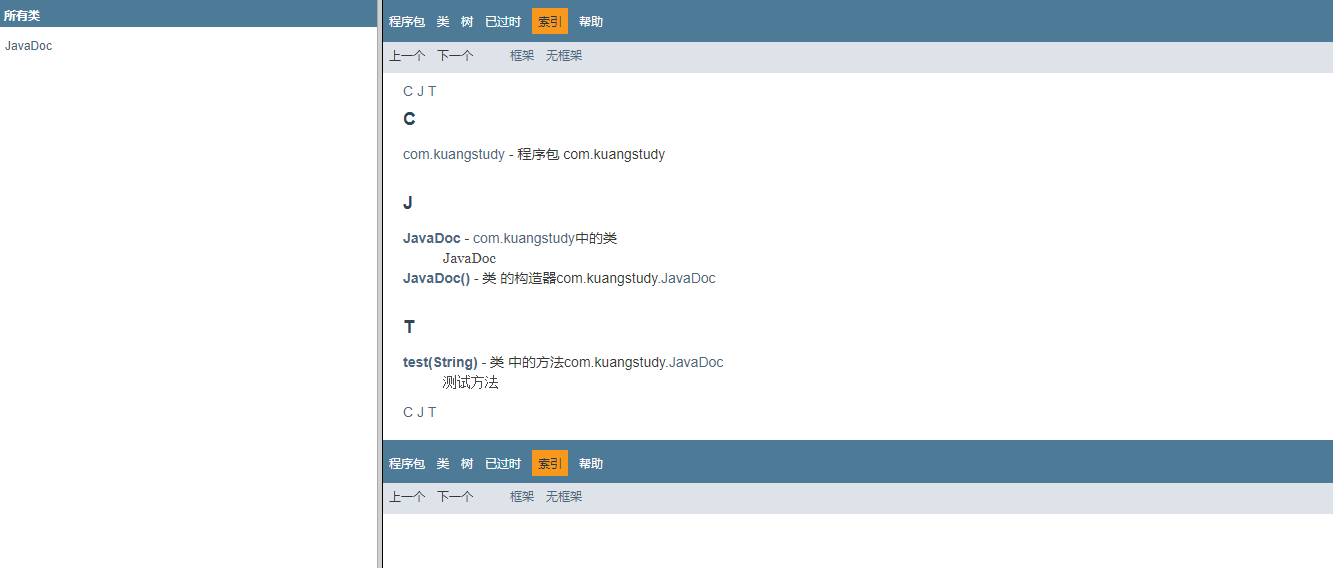 所有类
JavaDoc
程序包 类 树 已过时 索引 帮助
上一个 下一个 框架 无框架
C J T
C
com.kuangstudy - 程序包 com.kuangstudy
J
JavaDoc - com.kuangstudy中的类
JavaDoc
JavaDoc() - 类 的构造器com.kuangstudy.JavaDoc
T
test(String) - 类 中的方法com.kuangstudy.JavaDoc
测试方法
C J T
程序包 类 树 已过时 索引 帮助
上一个 下一个 框架 无框架